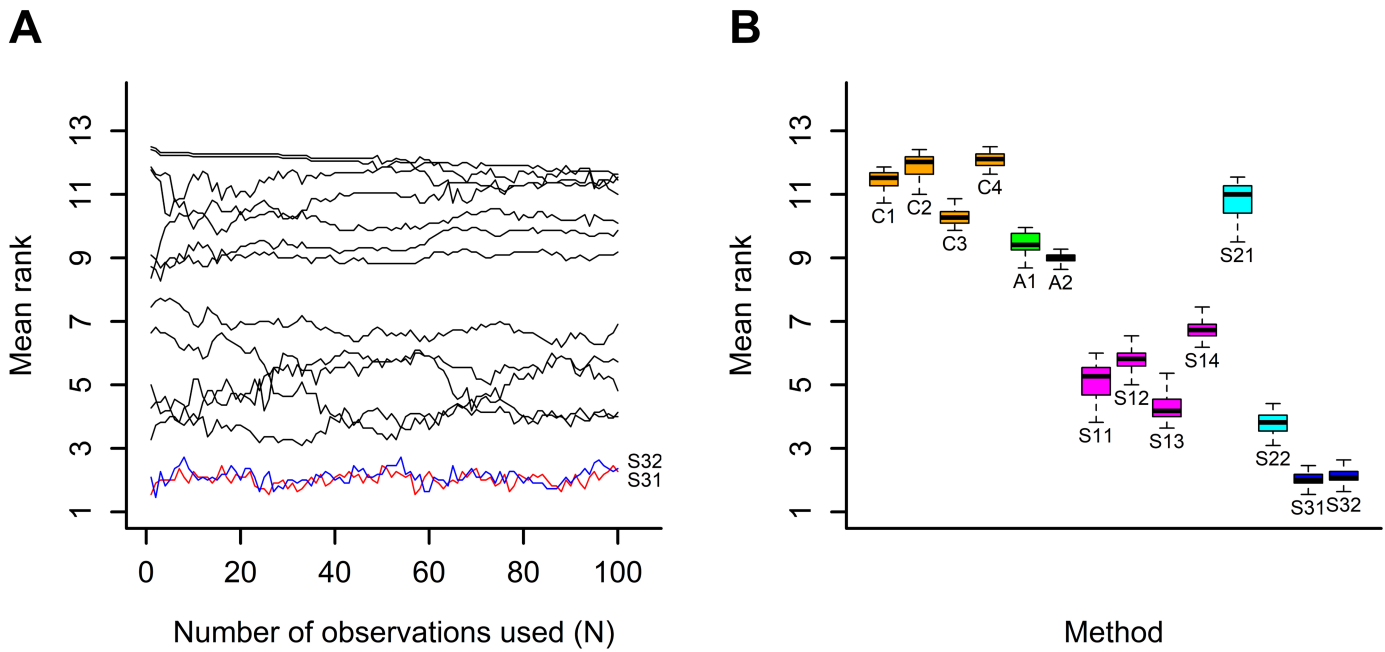 A
Mean rank
13
11
9
7
5
3
1
S32
S31
0 20 40 60 80 100
Number of observations used (N)
B
Mean rank
13
11
9
7
5
3
1
C1 C2 C3 C4 A1 A2 S11 S12 S13 S14 S21 S22 S31 S32
Method